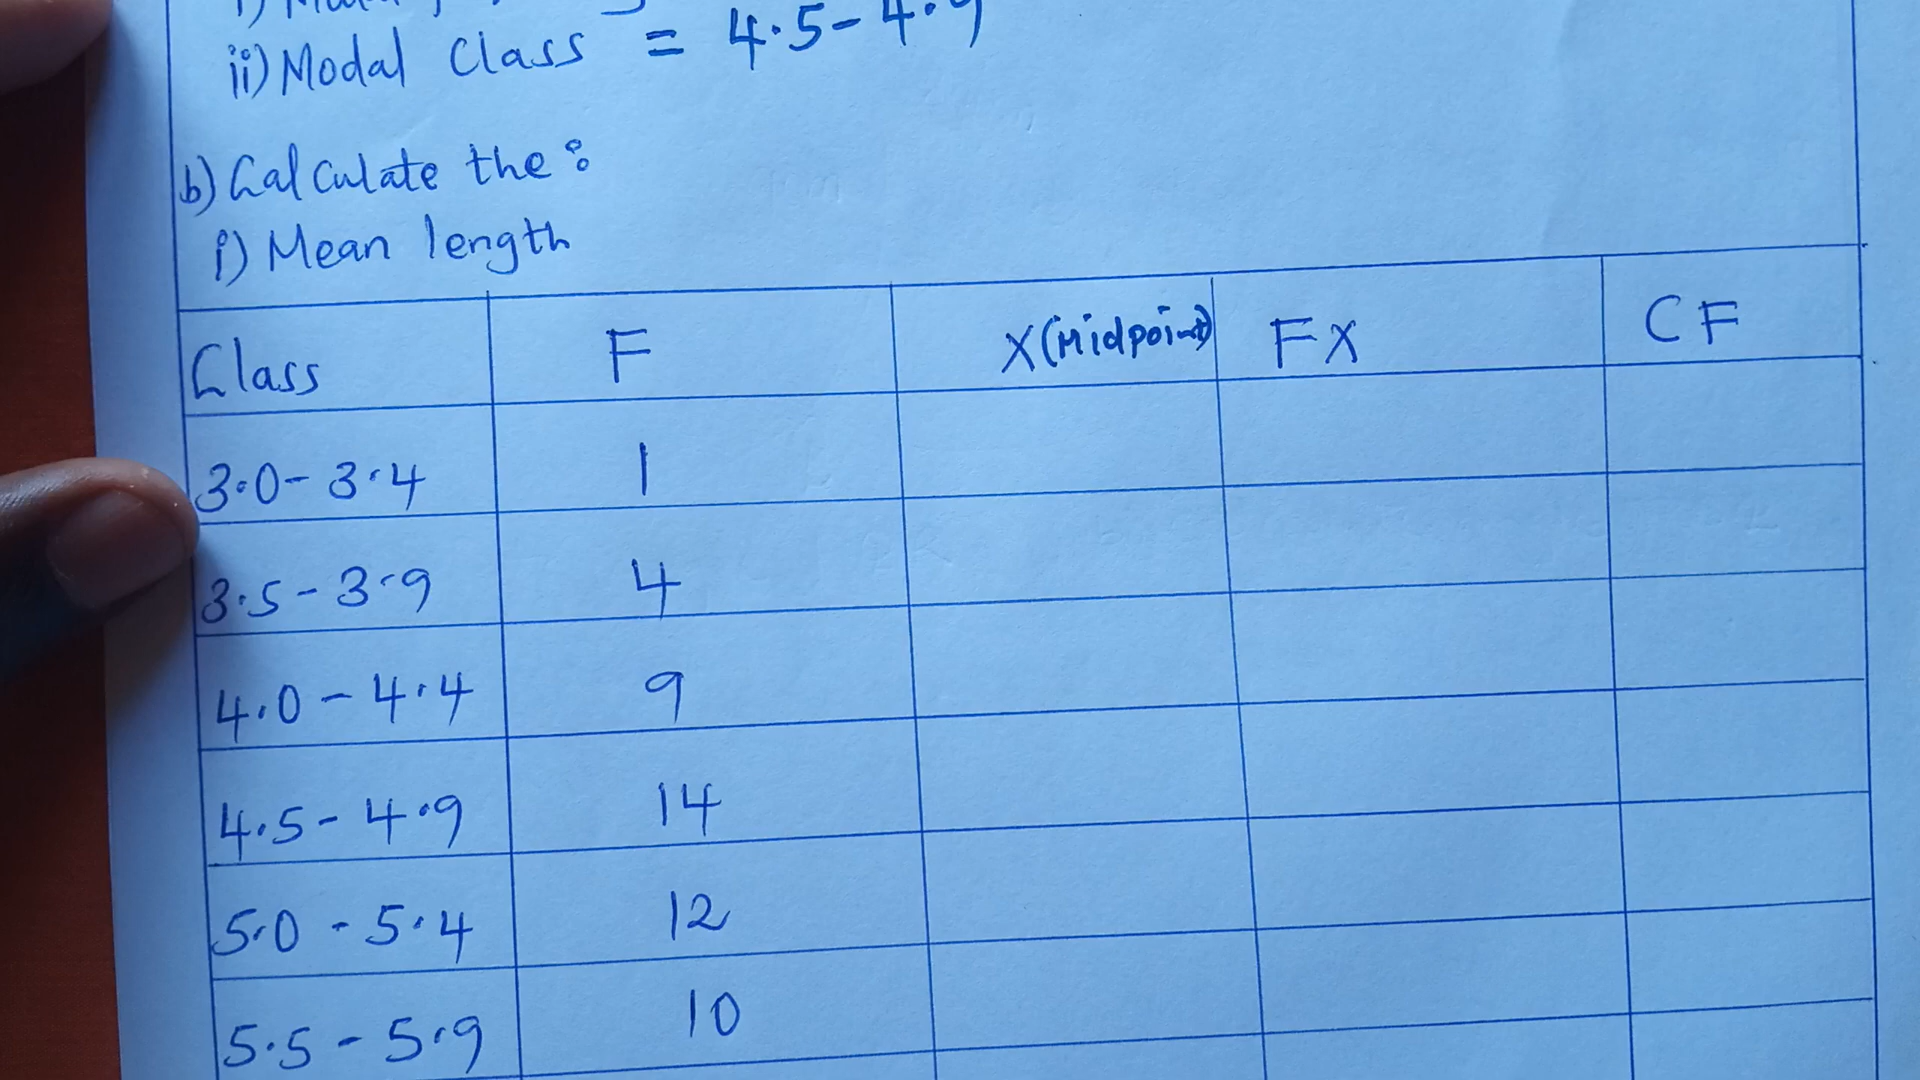 ii) Modal Class = 4.5 - 4.9
b) Calculate the :
i) Mean length
Class F X (Midpoint) FX CF
3.0 - 3.4 1
3.5 - 3.9 4
4.0 - 4.4 9
4.5 - 4.9 14
5.0 - 5.4 12
5.5 - 5.9 10